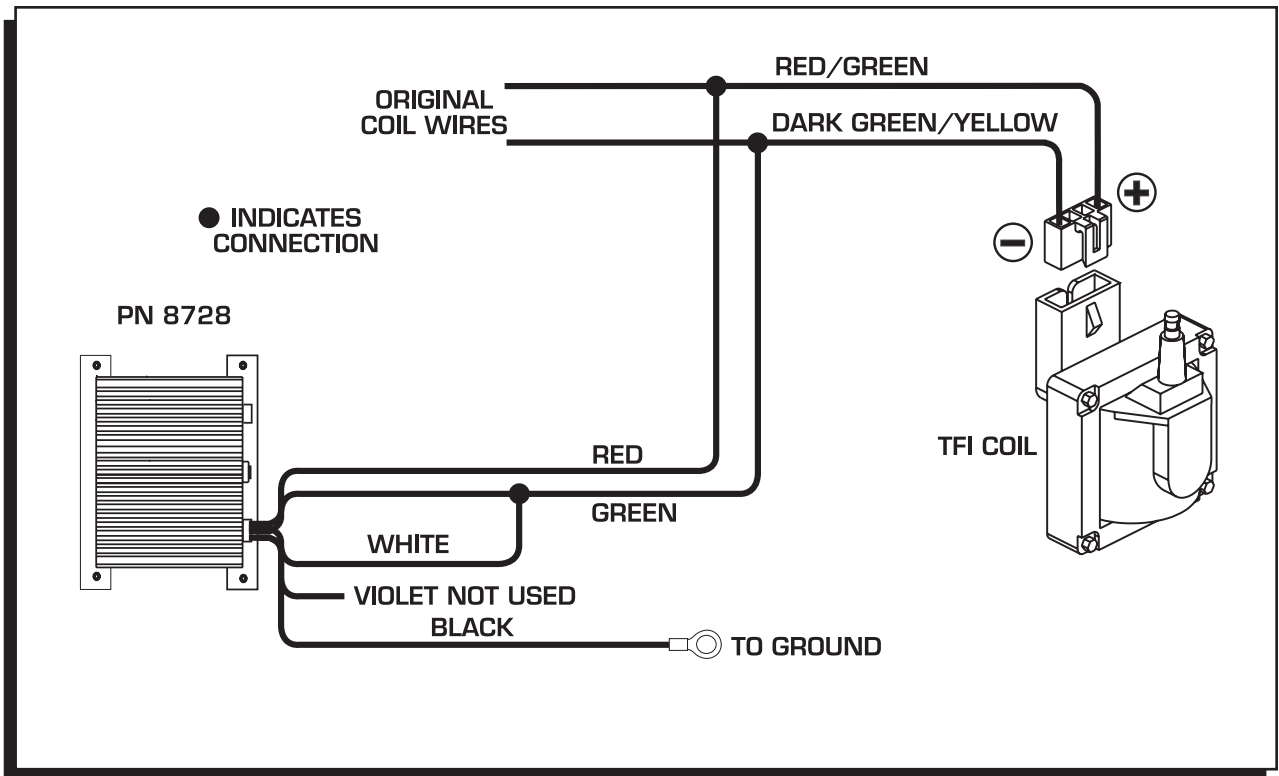 RED/GREEN
ORIGINAL
COIL WIRES
DARK GREEN/YELLOW
INDICATES
CONNECTION
+
−
PN 8728
TFI COIL
RED
GREEN
WHITE
VIOLET NOT USED
BLACK
TO GROUND